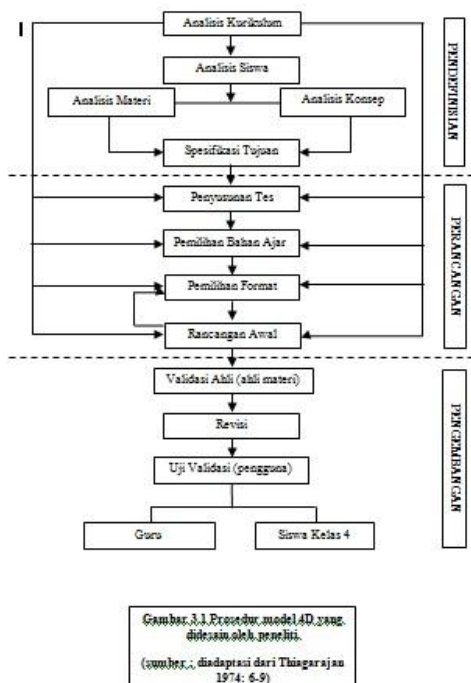 Analisis Kurikulum
Analisis Siswa
Analisis Materi
Analisis Konsep
Spesifikasi Tujuan
PENDEFINISIAN
Penyusunan Tes
Pemilihan Bahan Ajar
Pemilihan Format
Rancangan Awal
PERANCANGAN
Validasi Ahli (ahli materi)
Revisi
Uji Validasi (pengguna)
Guru
Siswa Kelas 4
PENGEMBANGAN
Gambar 3.1 Prosedur model 4D yang
didesain oleh peneliti.
(sumber : diadaptasi dari Thiagarajan
1974: 6-9)